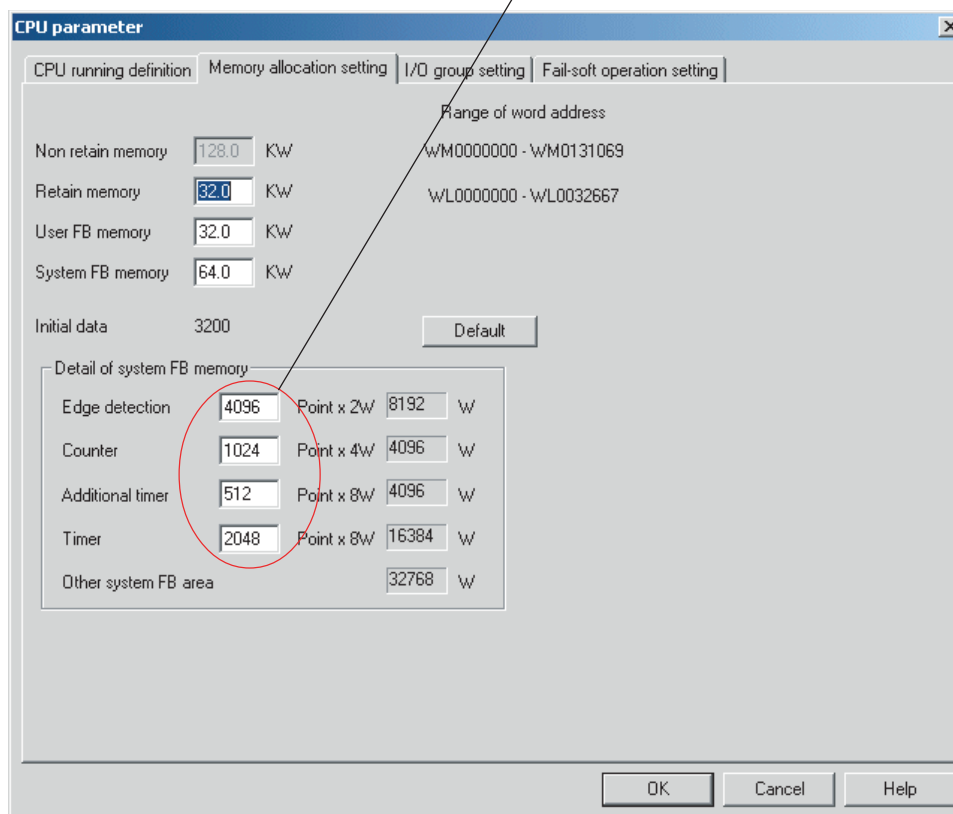 CPU parameter
CPU running definition Memory allocation setting I/O group setting Fail-soft operation setting
Range of word address
Non retain memory 128.0 KW WM0000000 - WM0131069
Retain memory 32.0 KW WL0000000 - WL0032667
User FB memory 32.0 KW
System FB memory 64.0 KW
Initial data 3200 Default
Detail of system FB memory
Edge detection 4096 Point x 2W 8192 W
Counter 1024 Point x 4W 4096 W
Additional timer 512 Point x 8W 4096 W
Timer 2048 Point x 8W 16384 W
Other system FB area 32768 W
OK Cancel Help